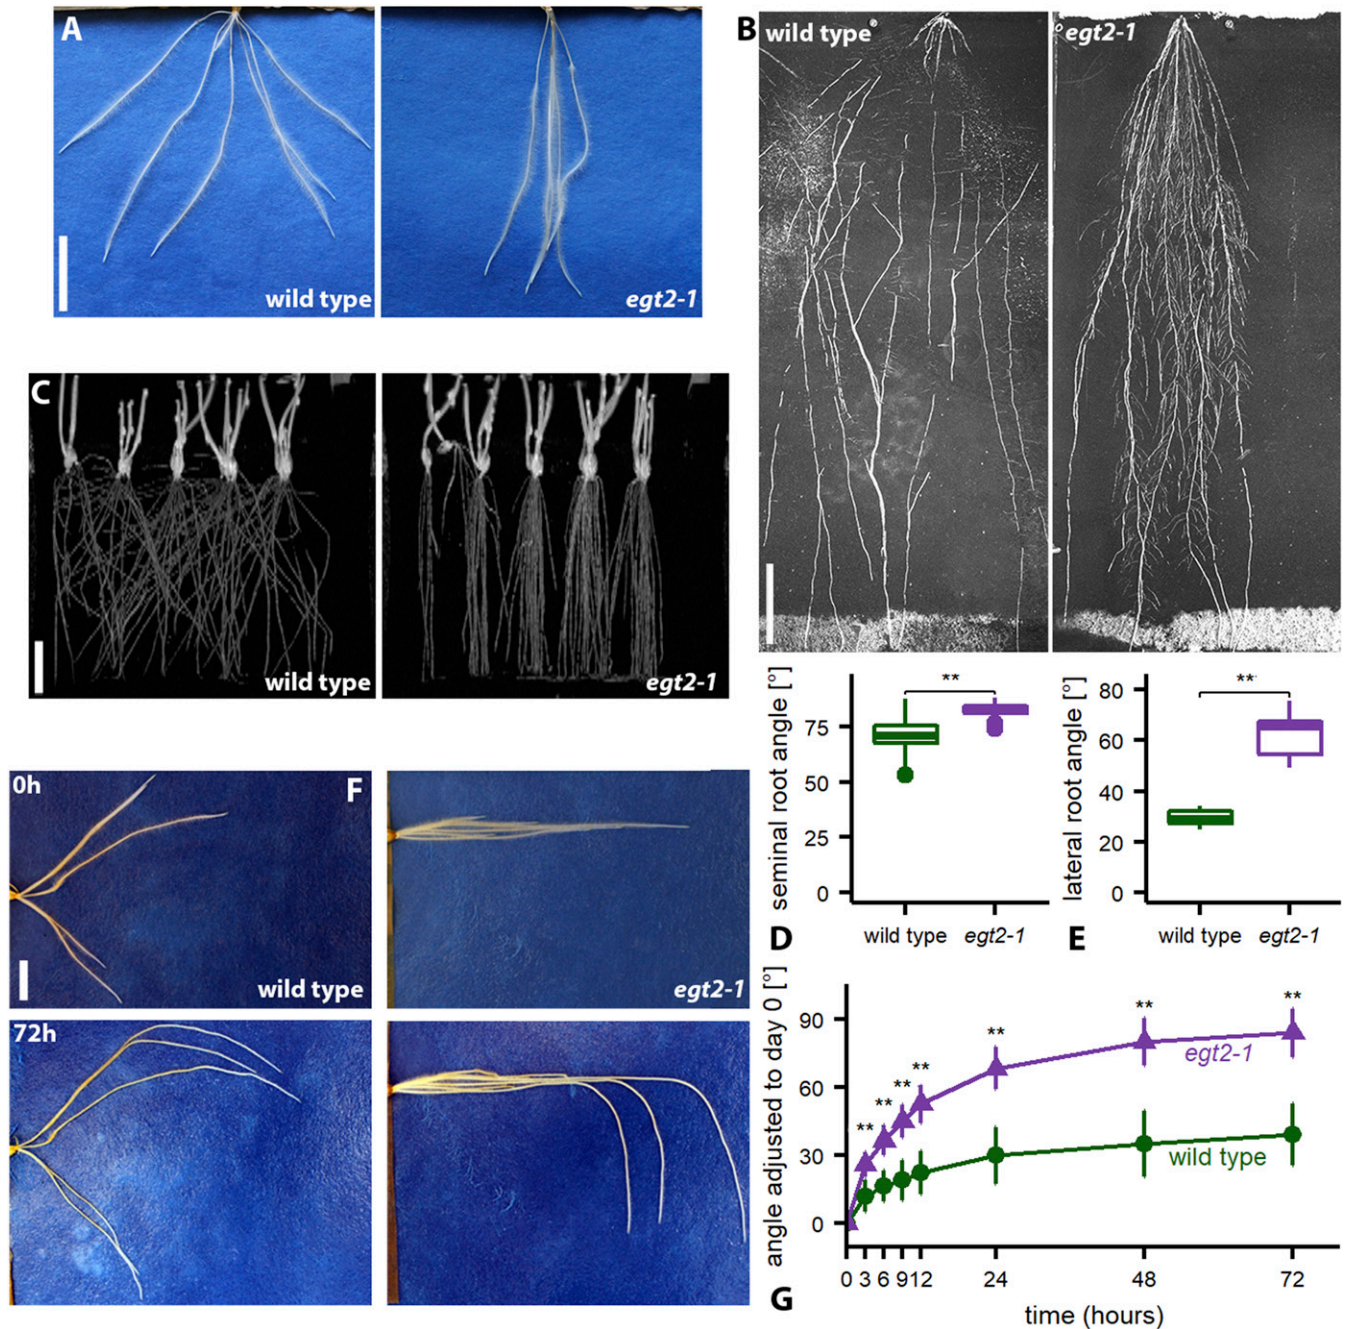 A
wild type
egt2-1
B
wild type
egt2-1
C
wild type
egt2-1
seminal root angle [°]
75
50
25
0
**
wild type
egt2-1
D
lateral root angle [°]
80
60
40
20
0
**
wild type
egt2-1
E
0h
F
wild type
egt2-1
72h
angle adjusted to day 0 [°]
90
60
30
0
**
**
**
**
**
**
**
egt2-1
wild type
0 3 6 9 12 24 48 72
time (hours)
G